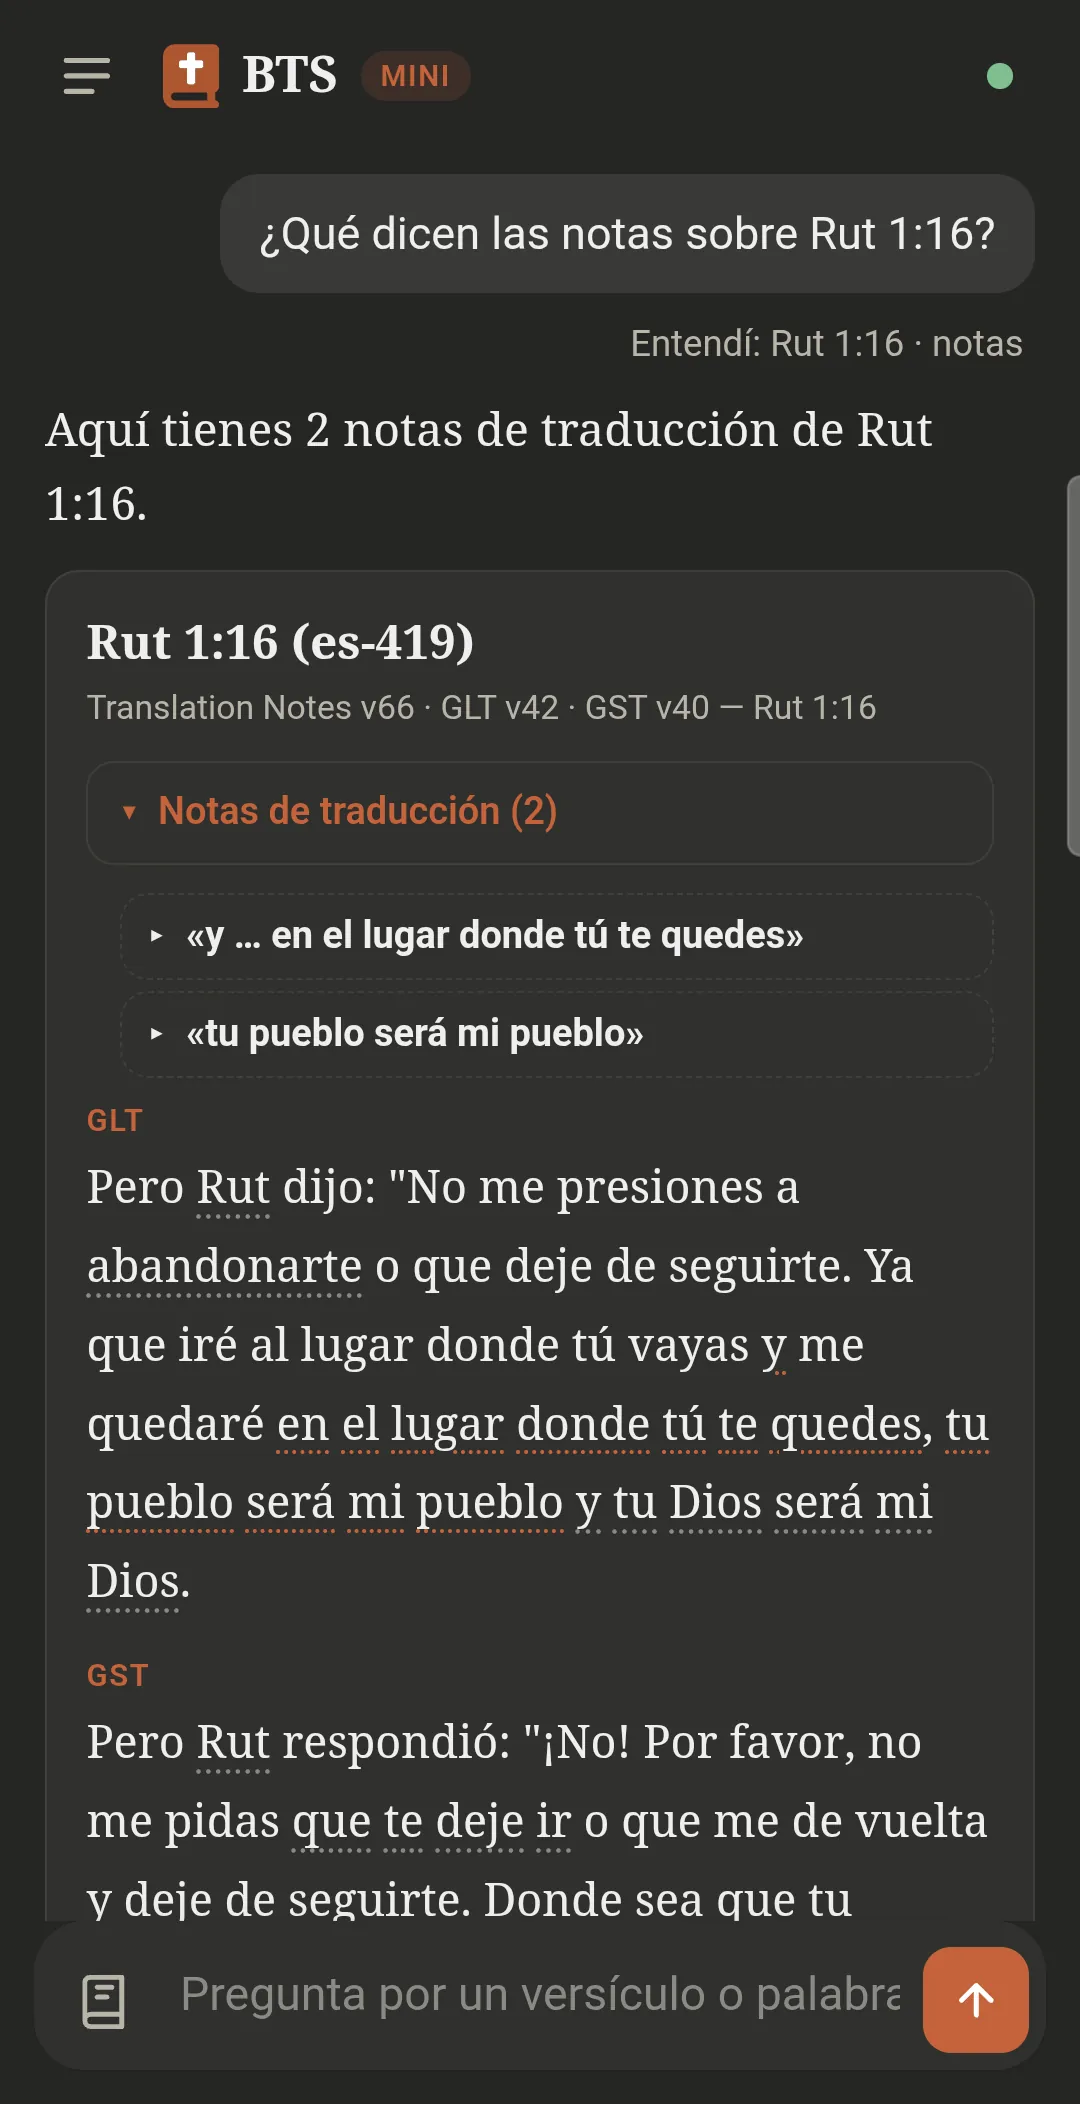 BTS MINI
¿Qué dicen las notas sobre Rut 1:16?
Entendí: Rut 1:16 · notas
Aquí tienes 2 notas de traducción de Rut
1:16.
Rut 1:16 (es-419)
Translation Notes v66 · GLT v42 · GST v40 — Rut 1:16
▾ Notas de traducción (2)
▸ «y … en el lugar donde tú te quedes»
▸ «tu pueblo será mi pueblo»
GLT
Pero Rut dijo: "No me presiones a
abandonarte o que deje de seguirte. Ya
que iré al lugar donde tú vayas y me
quedaré en el lugar donde tú te quedes, tu
pueblo será mi pueblo y tu Dios será mi
Dios.
GST
Pero Rut respondió: "¡No! Por favor, no
me pidas que te deje ir o que me de vuelta
y deje de seguirte. Donde sea que tu
Pregunta por un versículo o palabra